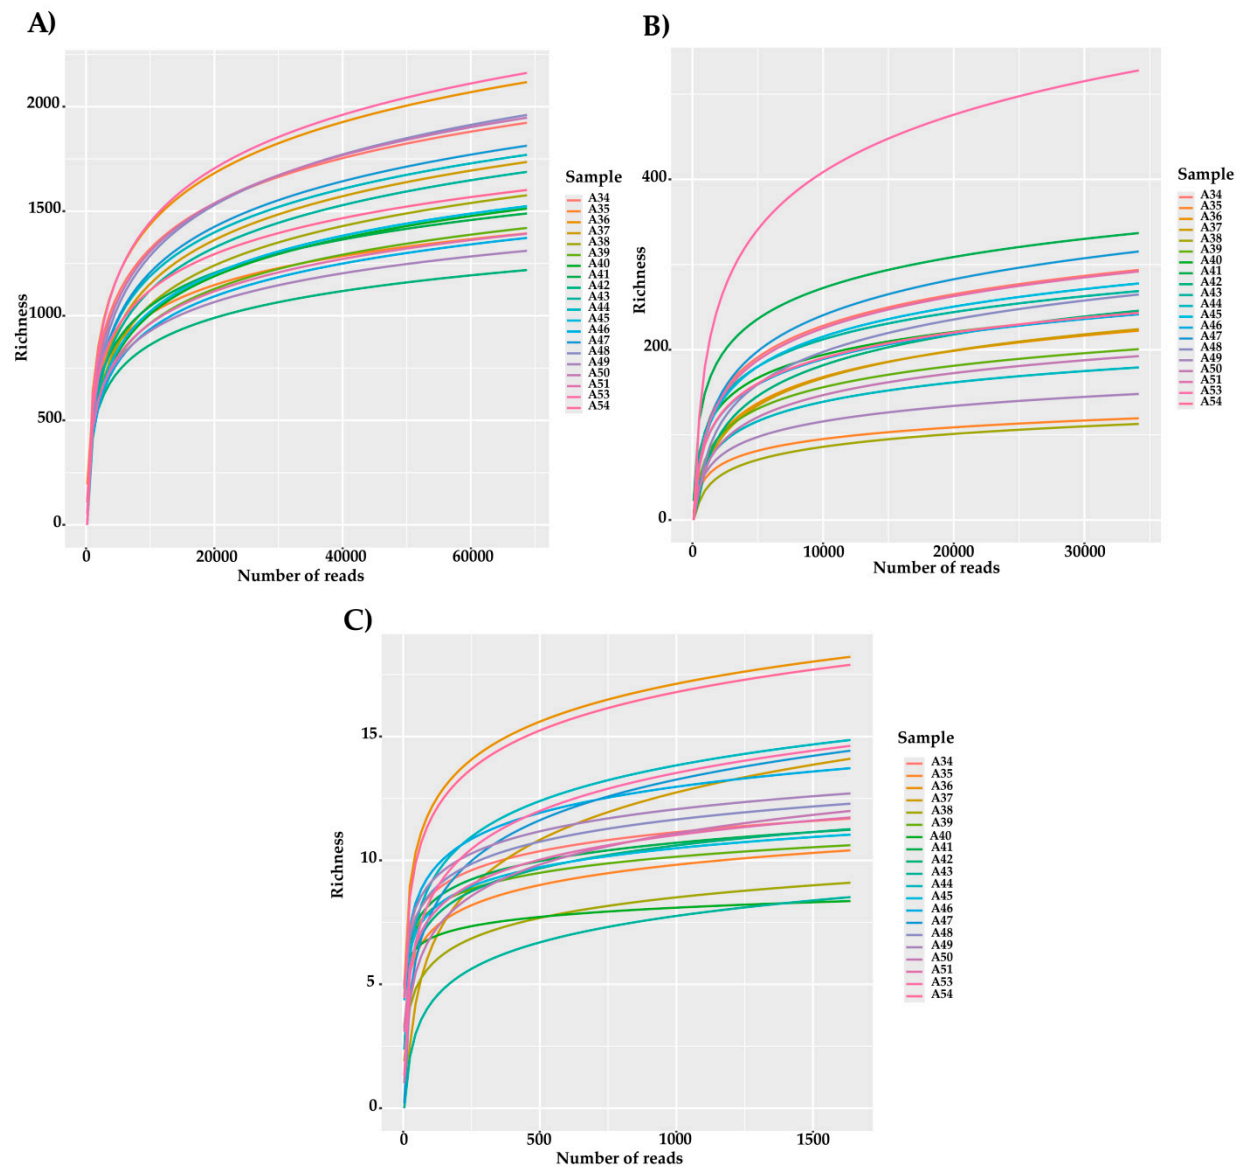 A)
2000
1500
1000
500
0
Richness
0
20000
40000
60000
Number of reads
Sample
A34
A35
A36
A37
A38
A39
A40
A41
A42
A43
A44
A45
A46
A47
A48
A49
A50
A51
A53
A54
B)
400
200
0
Richness
0
10000
20000
30000
Number of reads
Sample
A34
A35
A36
A37
A38
A39
A40
A41
A42
A43
A44
A45
A46
A47
A48
A49
A50
A51
A53
A54
C)
15
10
5
0
Richness
0
500
1000
1500
Number of reads
Sample
A34
A35
A36
A37
A38
A39
A40
A41
A42
A43
A44
A45
A46
A47
A48
A49
A50
A51
A53
A54